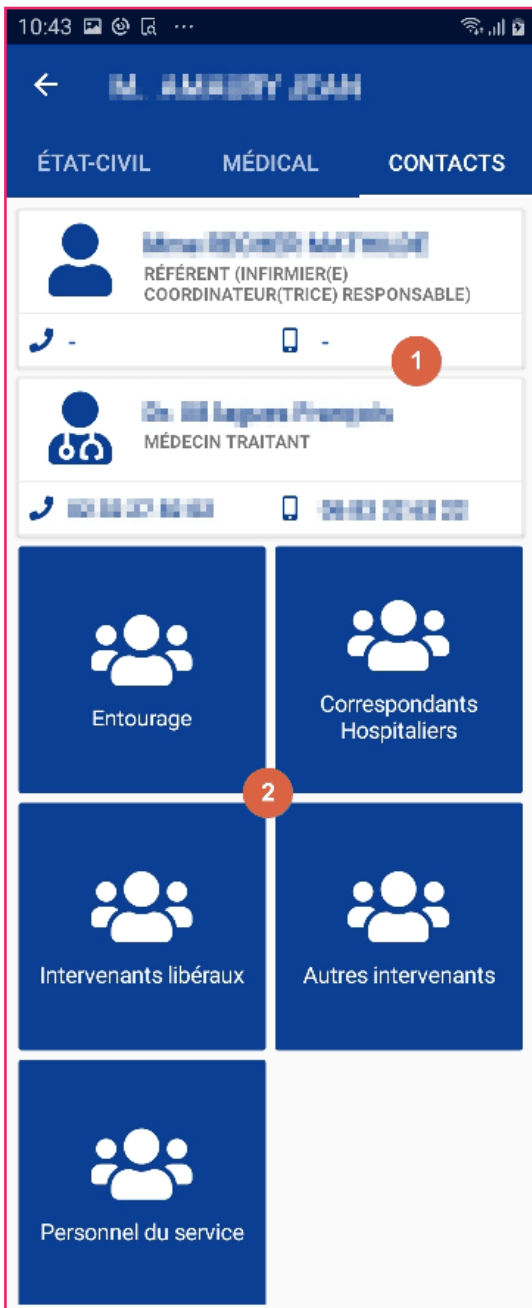 10:43
ÉTAT-CIVIL MÉDICAL CONTACTS
RÉFÉRENT (INFIRMIER(E)
COORDINATEUR(TRICE) RESPONSABLE)
- -
1
MÉDECIN TRAITANT
Entourage
Correspondants
Hospitaliers
2
Intervenants libéraux
Autres intervenants
Personnel du service